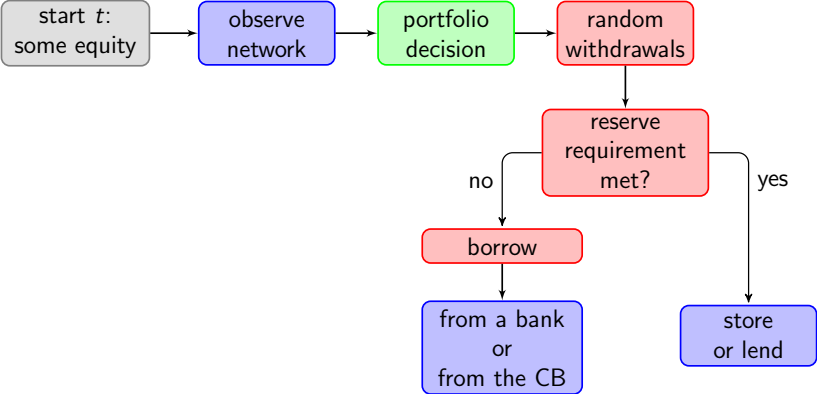 start t:
some equity
observe
network
portfolio
decision
random
withdrawals
reserve
requirement
met?
no
yes
borrow
from a bank
or
from the CB
store
or lend